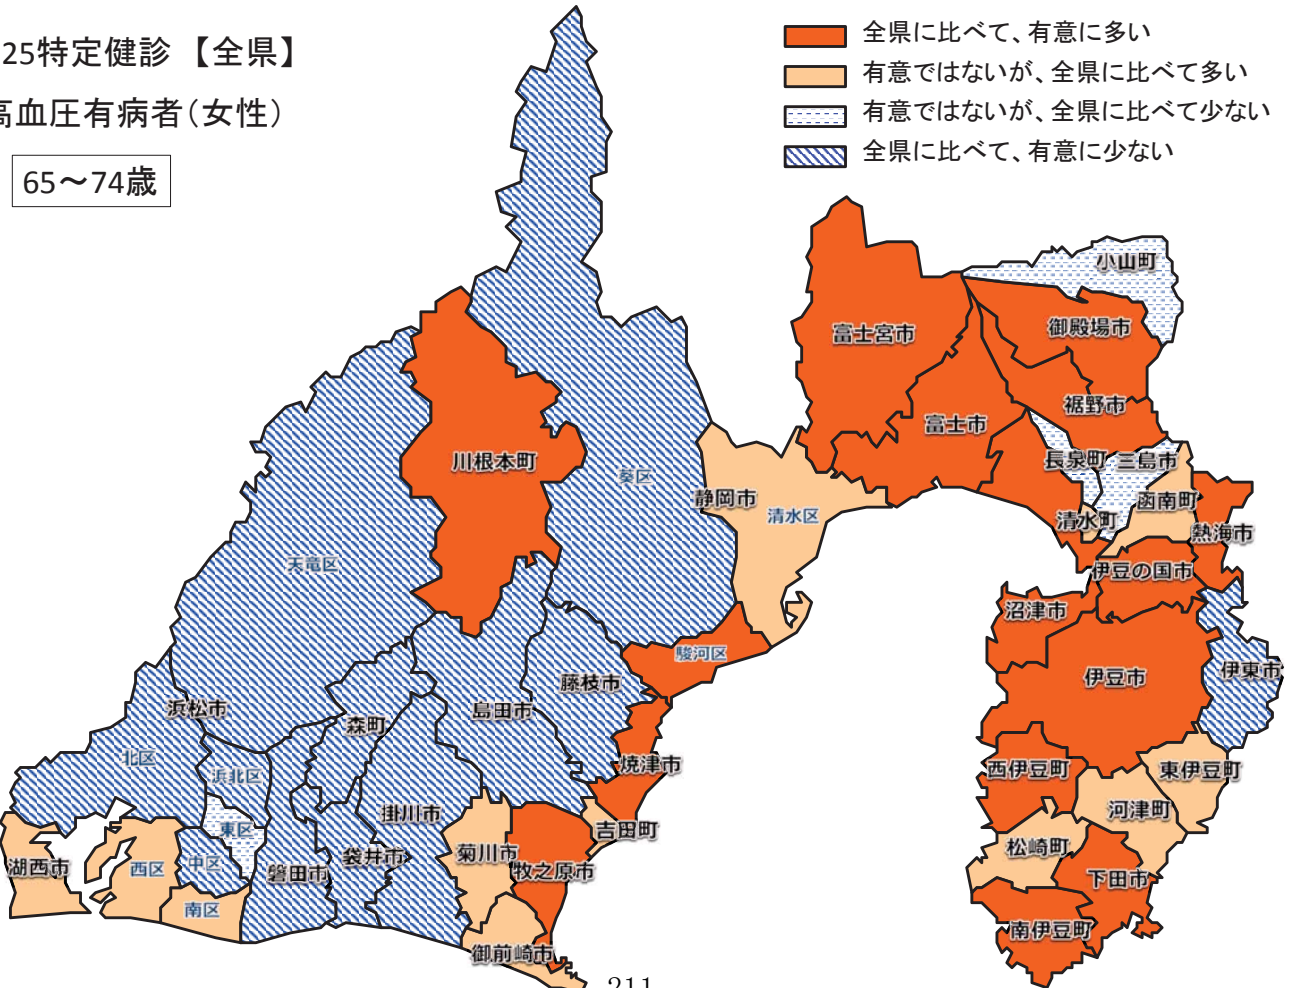 25特定健診 【全県】
高血圧有病者(女性)
65～74歳
全県に比べて、有意に多い
有意ではないが、全県に比べて多い
有意ではないが、全県に比べて少ない
全県に比べて、有意に少ない
小山町
御殿場市
富士宮市
裾野市
富士市
長泉町
三島市
川根本町
葵区
静岡市
清水区
函南町
清水町
熱海市
天竜区
伊豆の国市
沼津市
駿河区
伊東市
伊豆市
藤枝市
浜松市
島田市
森町
北区
浜北区
焼津市
西伊豆町
東伊豆町
掛川市
河津町
東区
吉田町
松崎町
湖西市
西区
中区
磐田市
袋井市
菊川市
牧之原市
下田市
南区
南伊豆町
御前崎市
211